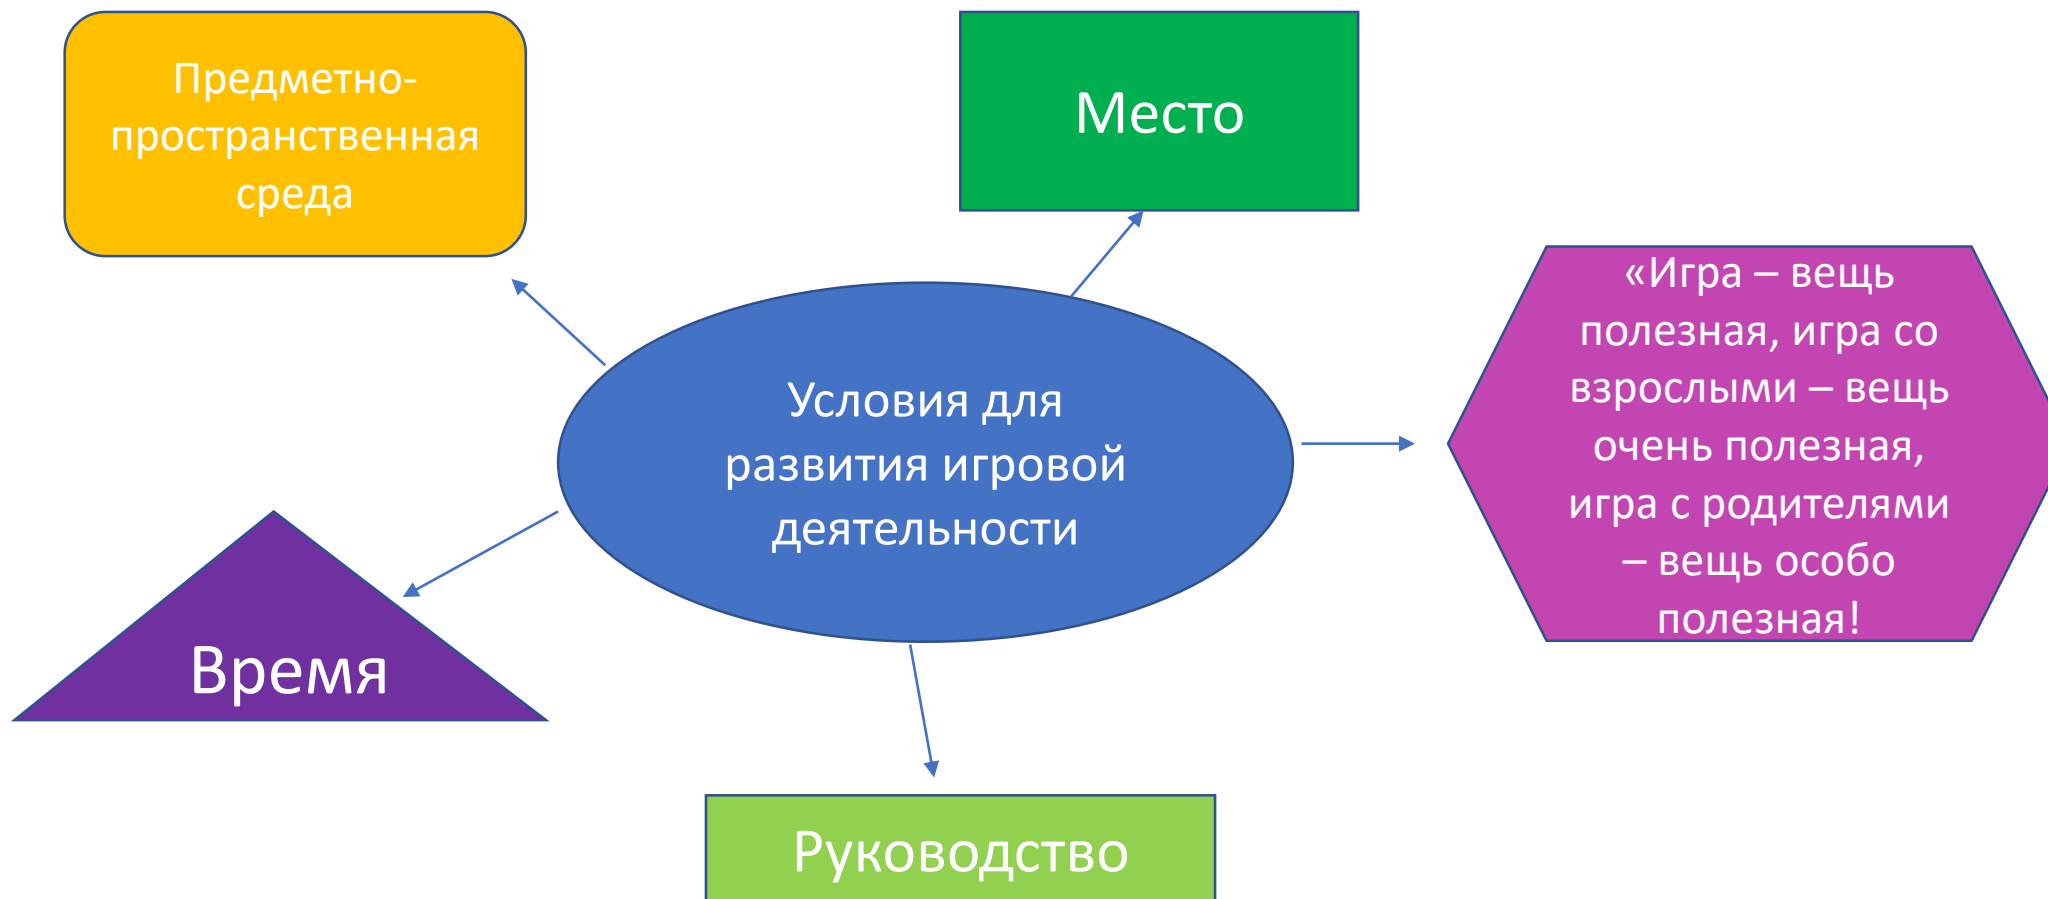 Предметно-
пространственная
среда
Место
«Игра – вещь
полезная, игра со
взрослыми – вещь
очень полезная,
игра с родителями
– вещь особо
полезная!
Условия для
развития игровой
деятельности
Время
Руководство